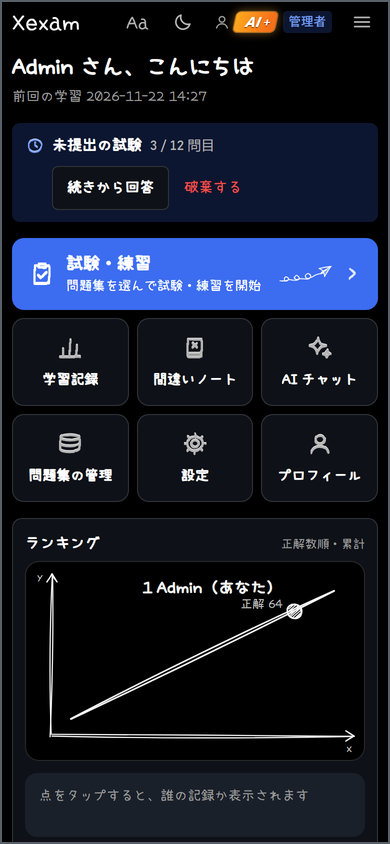 Xexam Aa AI+ 管理者
Admin さん、こんにちは
前回の学習 2026-11-22 14:27
未提出の試験 3 / 12 問目
続きから回答 破棄する
試験・練習
問題集を選んで試験・練習を開始
学習記録 間違いノート AI チャット
問題集の管理 設定 プロフィール
ランキング 正解数順・累計
y
1 Admin（あなた）
正解 64
x
点をタップすると、誰の記録か表示されます